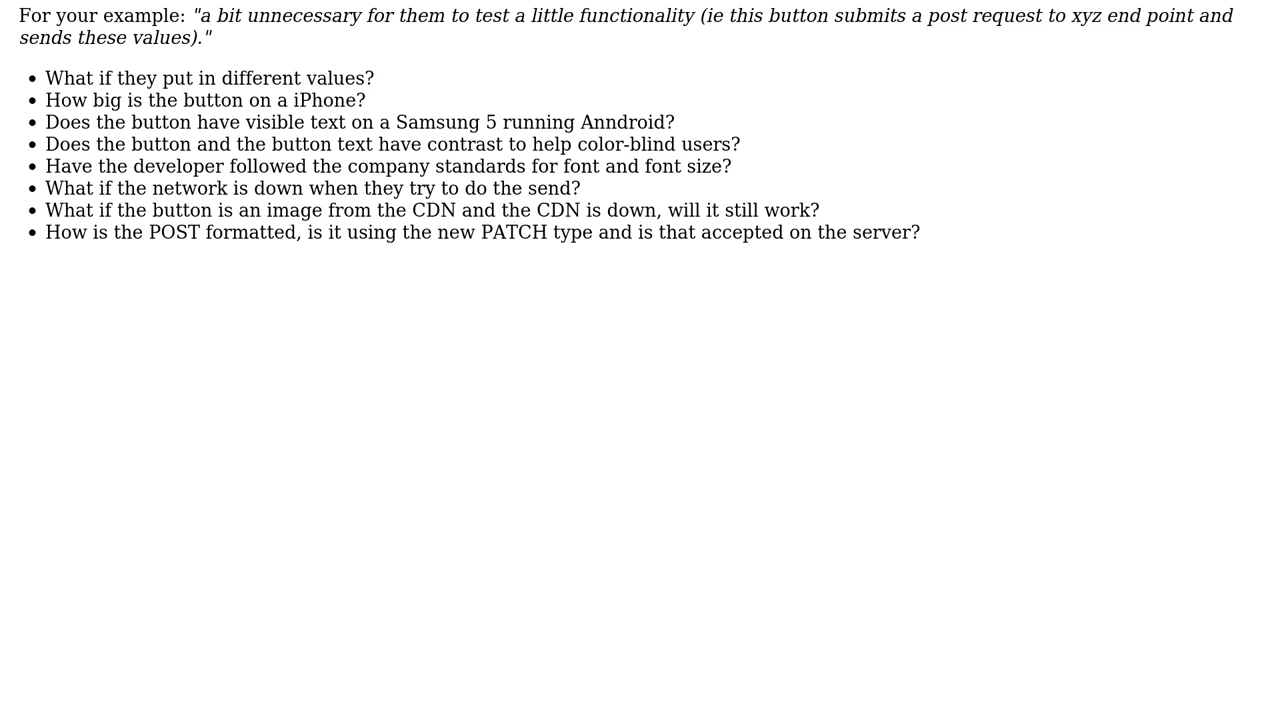 For your example: "a bit unnecessary for them to test a little functionality (ie this button submits a post request to xyz end point and
sends these values)."
• What if they put in different values?
• How big is the button on a iPhone?
• Does the button have visible text on a Samsung 5 running Anndroid?
• Does the button and the button text have contrast to help color-blind users?
• Have the developer followed the company standards for font and font size?
• What if the network is down when they try to do the send?
• What if the button is an image from the CDN and the CDN is down, will it still work?
• How is the POST formatted, is it using the new PATCH type and is that accepted on the server?